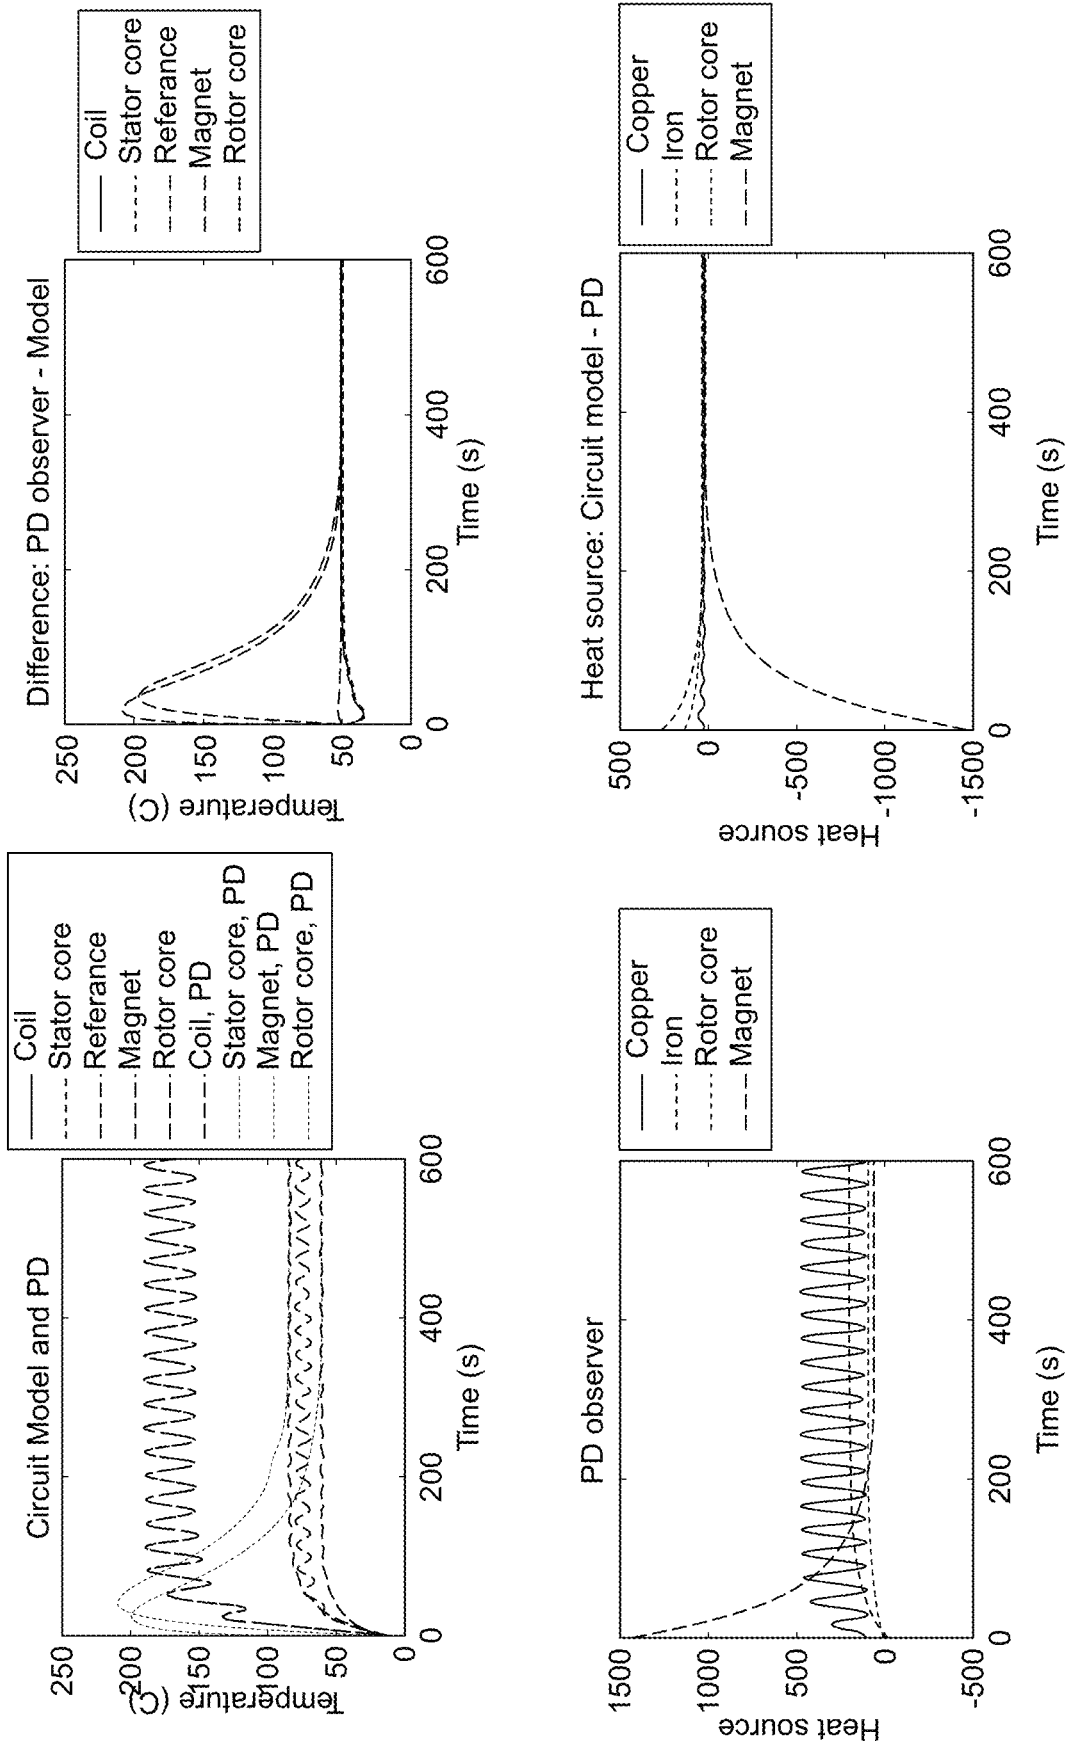 Circuit Model and PD
250
200
150
100
50
0
Temperature (C)
0
200
400
600
Time (s)
Coil
Stator core
Referance
Magnet
Rotor core
Coil, PD
Stator core, PD
Magnet, PD
Rotor core, PD
Difference: PD observer - Model
250
200
150
100
50
0
Temperature (C)
0
200
400
600
Time (s)
Coil
Stator core
Referance
Magnet
Rotor core
PD observer
1500
1000
500
0
-500
Heat source
0
200
400
600
Time (s)
Copper
Iron
Rotor core
Magnet
Heat source: Circuit model - PD
500
0
-500
-1000
-1500
Heat source
0
200
400
600
Time (s)
Copper
Iron
Rotor core
Magnet